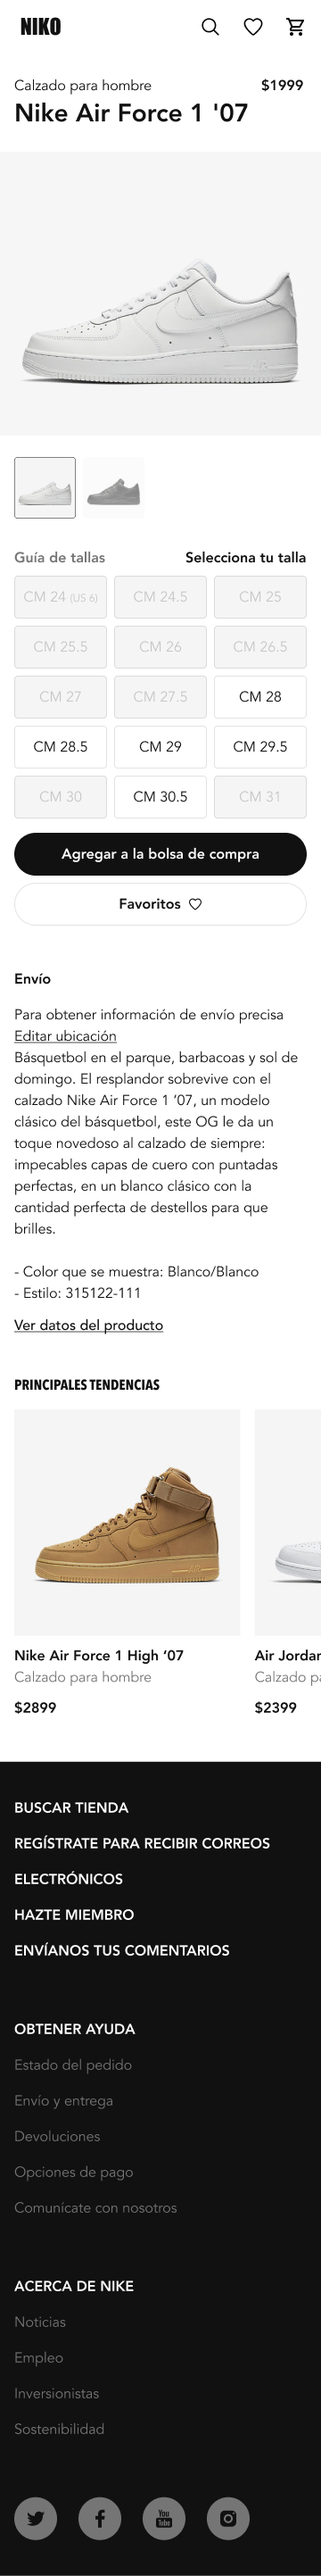 NIKO
Calzado para hombre $1999
Nike Air Force 1 '07
Guía de tallas Selecciona tu talla
CM 24 (US 6) CM 24.5 CM 25
CM 25.5 CM 26 CM 26.5
CM 27 CM 27.5 CM 28
CM 28.5 CM 29 CM 29.5
CM 30 CM 30.5 CM 31
Agregar a la bolsa de compra
Favoritos
Envío
Para obtener información de envío precisa
Editar ubicación
Básquetbol en el parque, barbacoas y sol de
domingo. El resplandor sobrevive con el
calzado Nike Air Force 1 ’07, un modelo
clásico del básquetbol, este OG le da un
toque novedoso al calzado de siempre:
impecables capas de cuero con puntadas
perfectas, en un blanco clásico con la
cantidad perfecta de destellos para que
brilles.
- Color que se muestra: Blanco/Blanco
- Estilo: 315122-111
Ver datos del producto
PRINCIPALES TENDENCIAS
Nike Air Force 1 High ’07 Air Jordan
Calzado para hombre Calzado pa
$2899 $2399
BUSCAR TIENDA
REGÍSTRATE PARA RECIBIR CORREOS
ELECTRÓNICOS
HAZTE MIEMBRO
ENVÍANOS TUS COMENTARIOS
OBTENER AYUDA
Estado del pedido
Envío y entrega
Devoluciones
Opciones de pago
Comunícate con nosotros
ACERCA DE NIKE
Noticias
Empleo
Inversionistas
Sostenibilidad
You
Tube